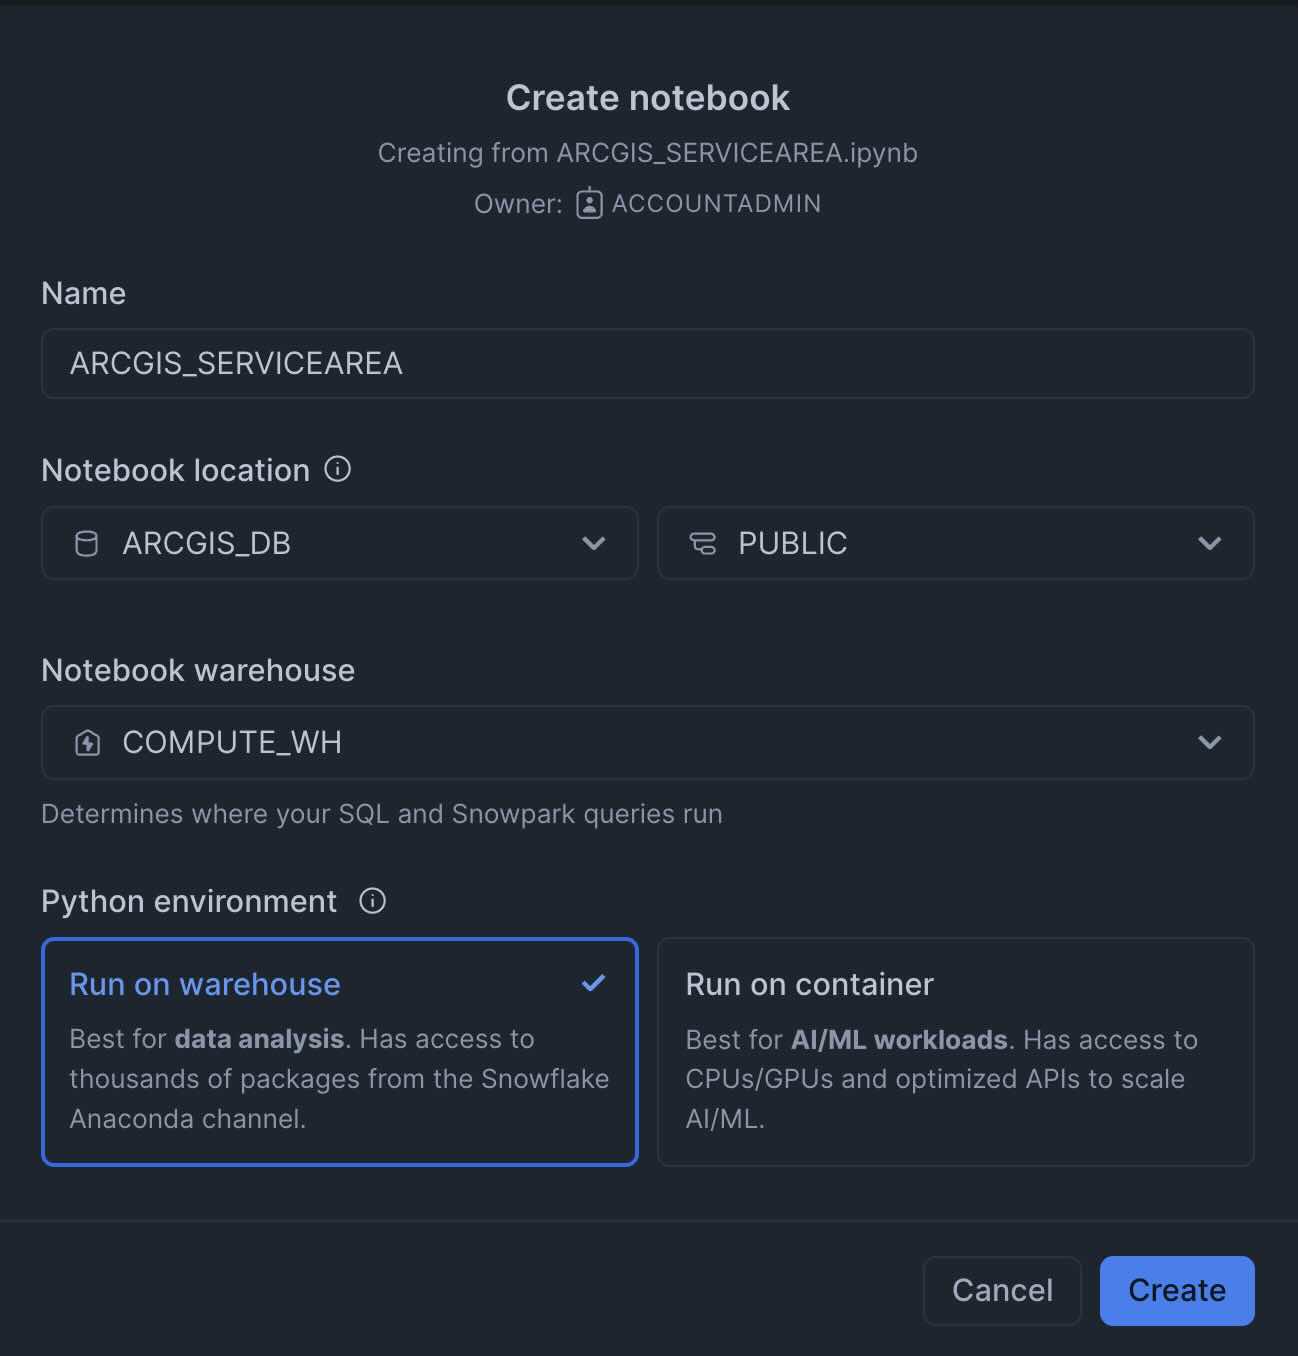 Create notebook
Creating from ARCGIS_SERVICEAREA.ipynb
Owner: ACCOUNTADMIN
Name
ARCGIS_SERVICEAREA
Notebook location
ARCGIS_DB
PUBLIC
Notebook warehouse
COMPUTE_WH
Determines where your SQL and Snowpark queries run
Python environment
Run on warehouse
Best for data analysis. Has access to
thousands of packages from the Snowflake
Anaconda channel.
Run on container
Best for AI/ML workloads. Has access to
CPUs/GPUs and optimized APIs to scale
AI/ML.
Cancel
Create